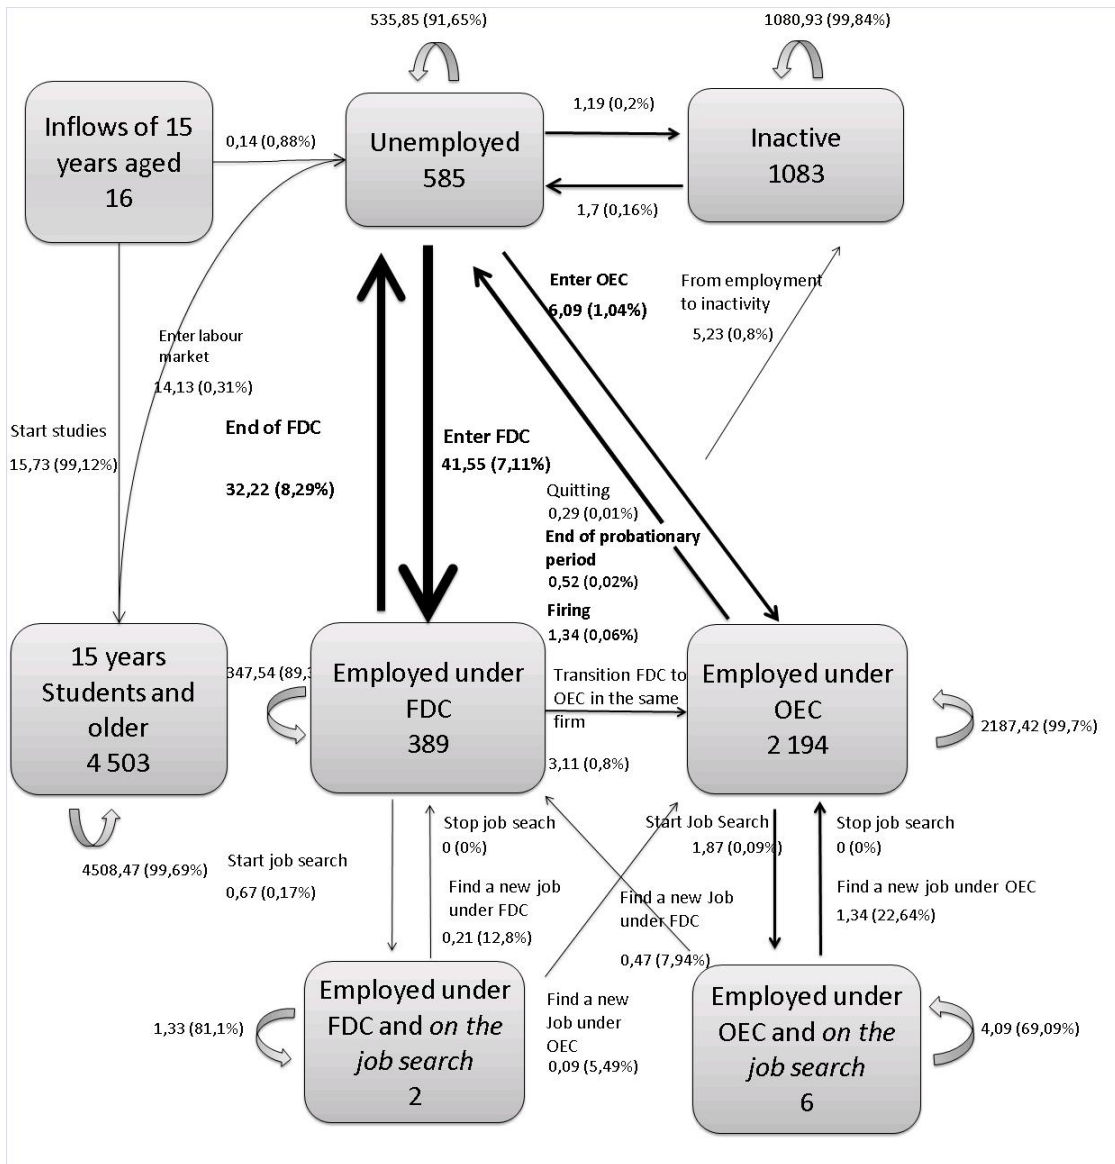 535,85 (91,65%)
1080,93 (99,84%)
Inflows of 15
years aged
16
0,14 (0,88%)
Unemployed
585
1,19 (0,2%)
1,7 (0,16%)
Inactive
1083
Enter OEC
6,09 (1,04%)
From employment
to inactivity
5,23 (0,8%)
Enter labour
market
14,13 (0,31%)
Start studies
15,73 (99,12%)
End of FDC
32,22 (8,29%)
Enter FDC
41,55 (7,11%)
Quitting
0,29 (0,01%)
End of probationary
period
0,52 (0,02%)
Firing
1,34 (0,06%)
15 years
Students and
older
4 503
347,54 (89,3
Employed under
FDC
389
Transition FDC to
OEC in the same
firm
3,11 (0,8%)
Employed under
OEC
2 194
2187,42 (99,7%)
4508,47 (99,69%)
Start job search
0,67 (0,17%)
Stop job seach
0 (0%)
Find a new job
under FDC
0,21 (12,8%)
Start Job Search
1,87 (0,09%)
Find a new Job
under FDC
0,47 (7,94%)
Stop job search
0 (0%)
Find a new job under OEC
1,34 (22,64%)
1,33 (81,1%)
Employed under
FDC and on the
job search
2
Find a new
Job under
OEC
0,09 (5,49%)
Employed under
OEC and on the
job search
6
4,09 (69,09%)